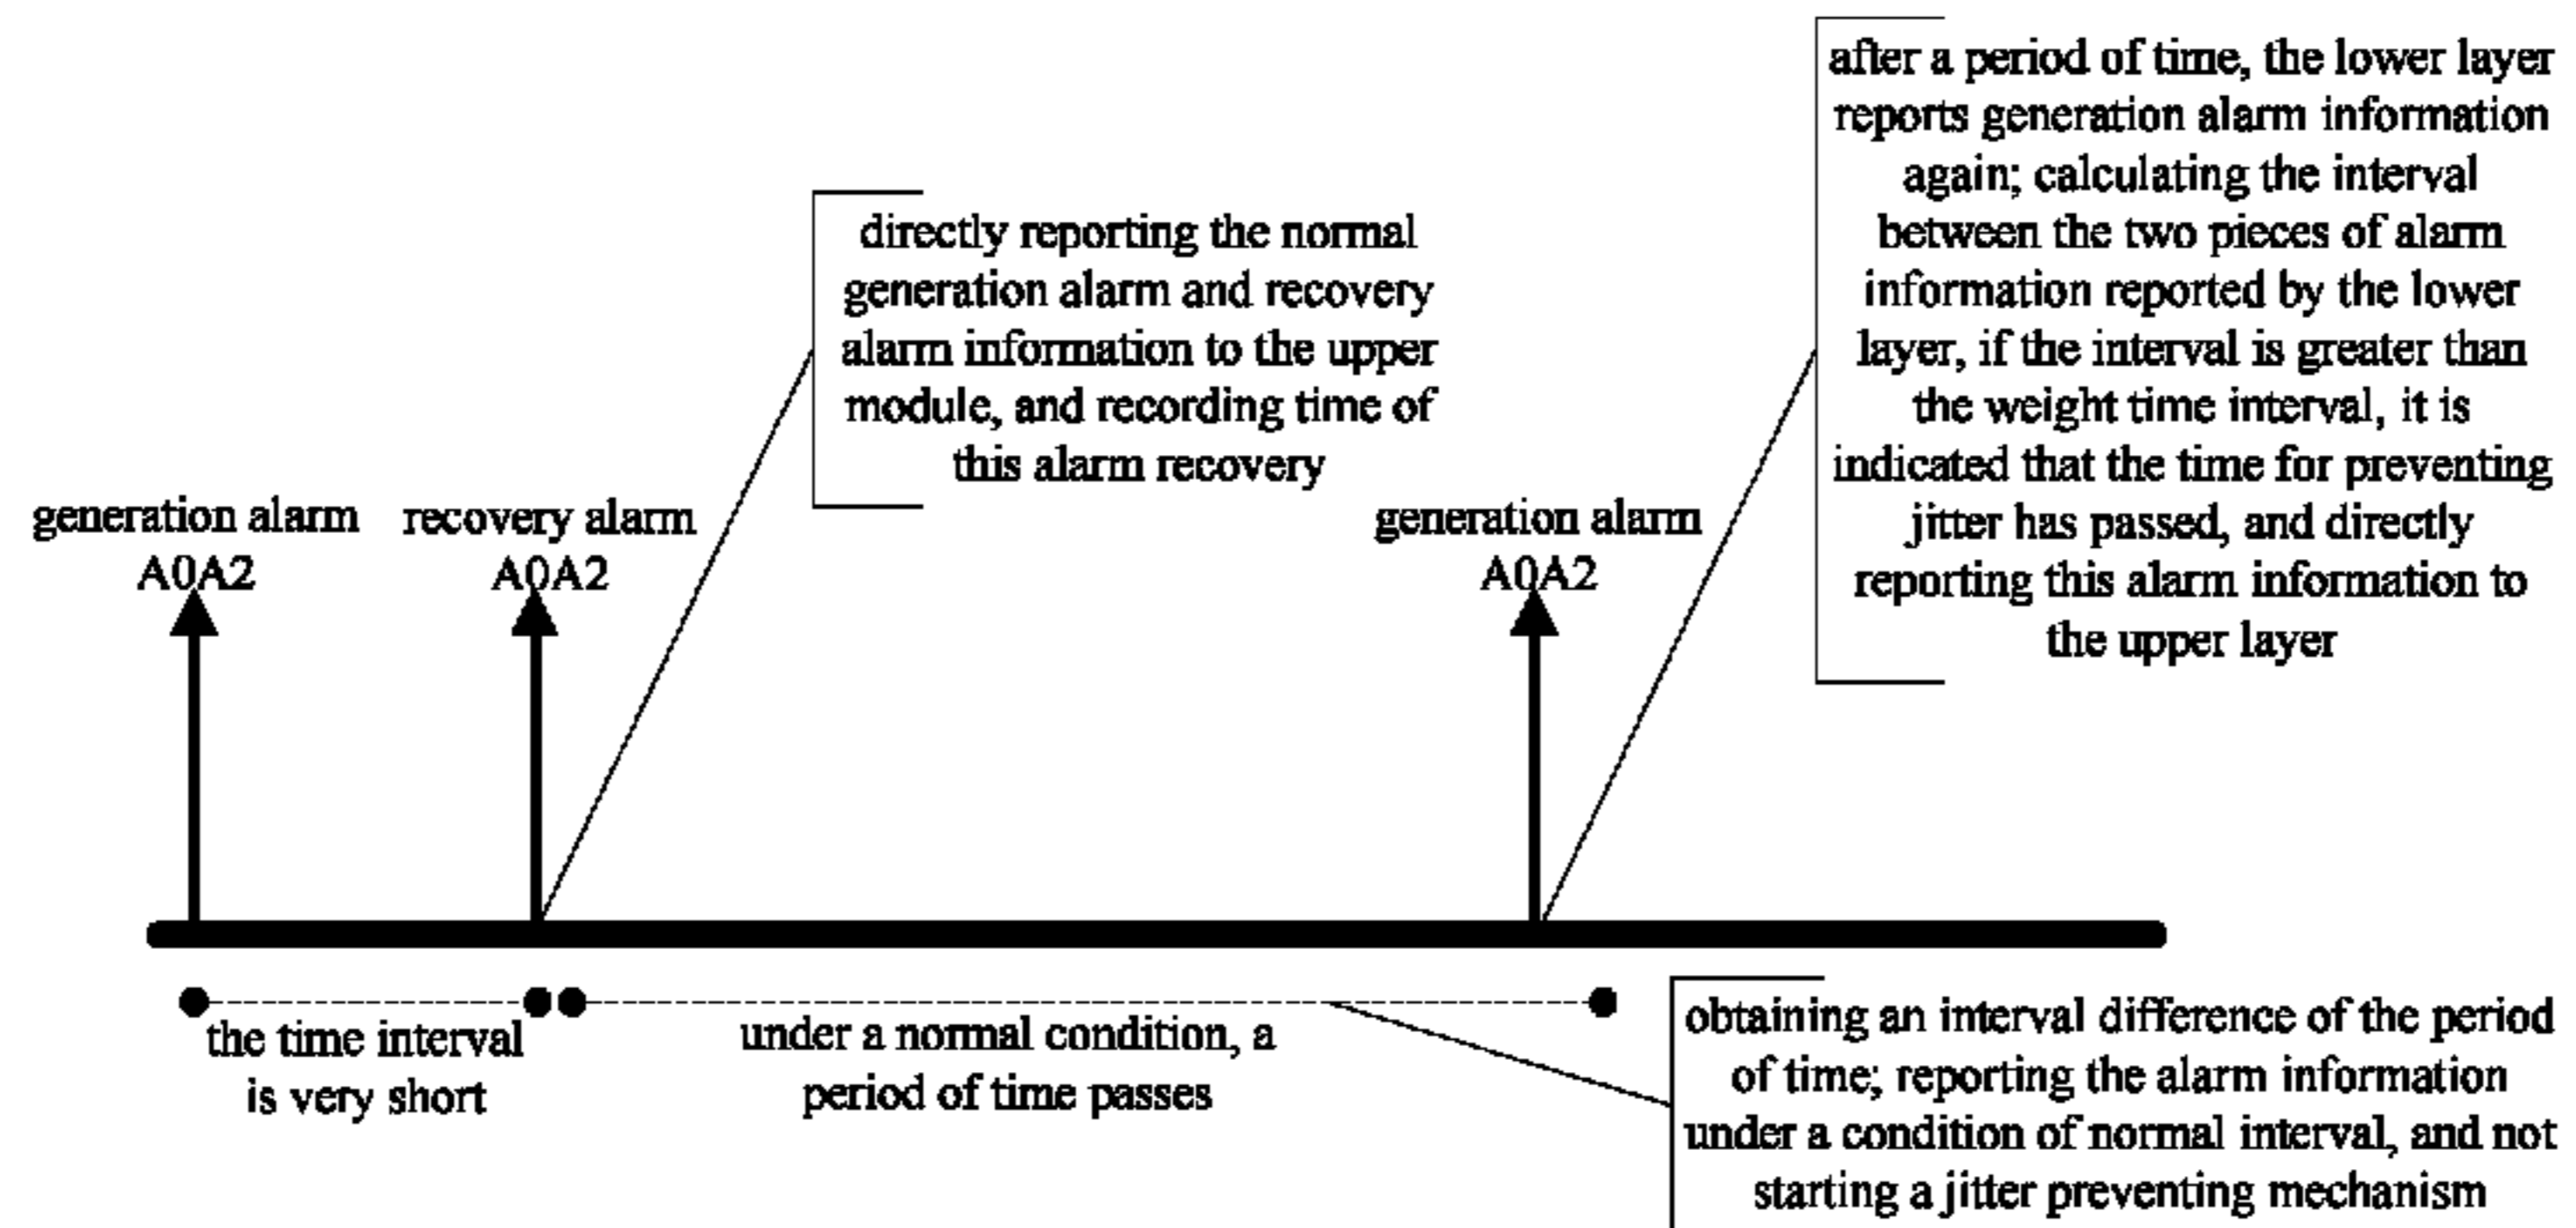 after a period of time, the lower layer
reports generation alarm information
again; calculating the interval
between the two pieces of alarm
information reported by the lower
layer, if the interval is greater than
the weight time interval, it is
indicated that the time for preventing
jitter has passed, and directly
reporting this alarm information to
the upper layer
directly reporting the normal
generation alarm and recovery
alarm information to the upper
module, and recording time of
this alarm recovery
generation alarm
A0A2
recovery alarm
A0A2
generation alarm
A0A2
the time interval
is very short
under a normal condition, a
period of time passes
obtaining an interval difference of the period
of time; reporting the alarm information
under a condition of normal interval, and not
starting a jitter preventing mechanism